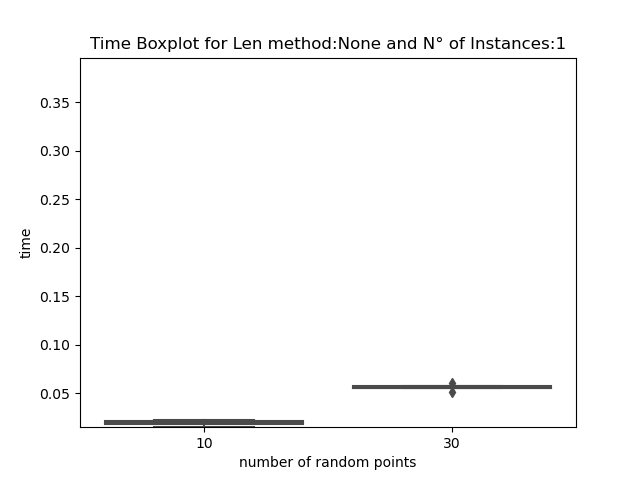 Time Boxplot for Len method:None and N° of Instances:1
0.35
0.30
0.25
0.20
0.15
0.10
0.05
time
10 30
number of random points